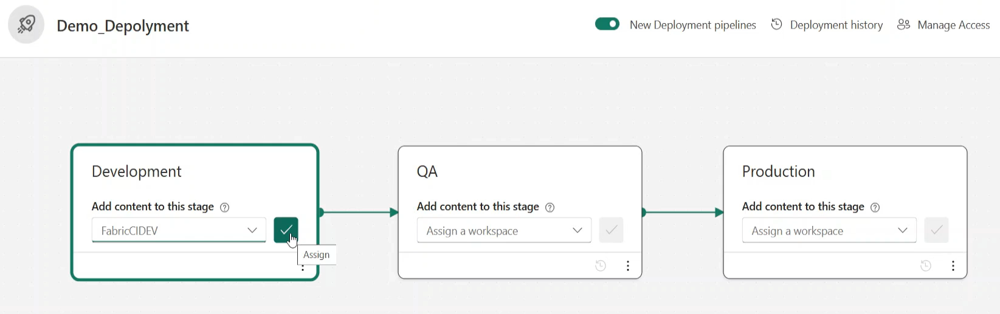 Demo_Depolyment
New Deployment pipelines
Deployment history
Manage Access
Development
Add content to this stage ?
FabricCIDEV
Assign
QA
Add content to this stage ?
Assign a workspace
Production
Add content to this stage ?
Assign a workspace